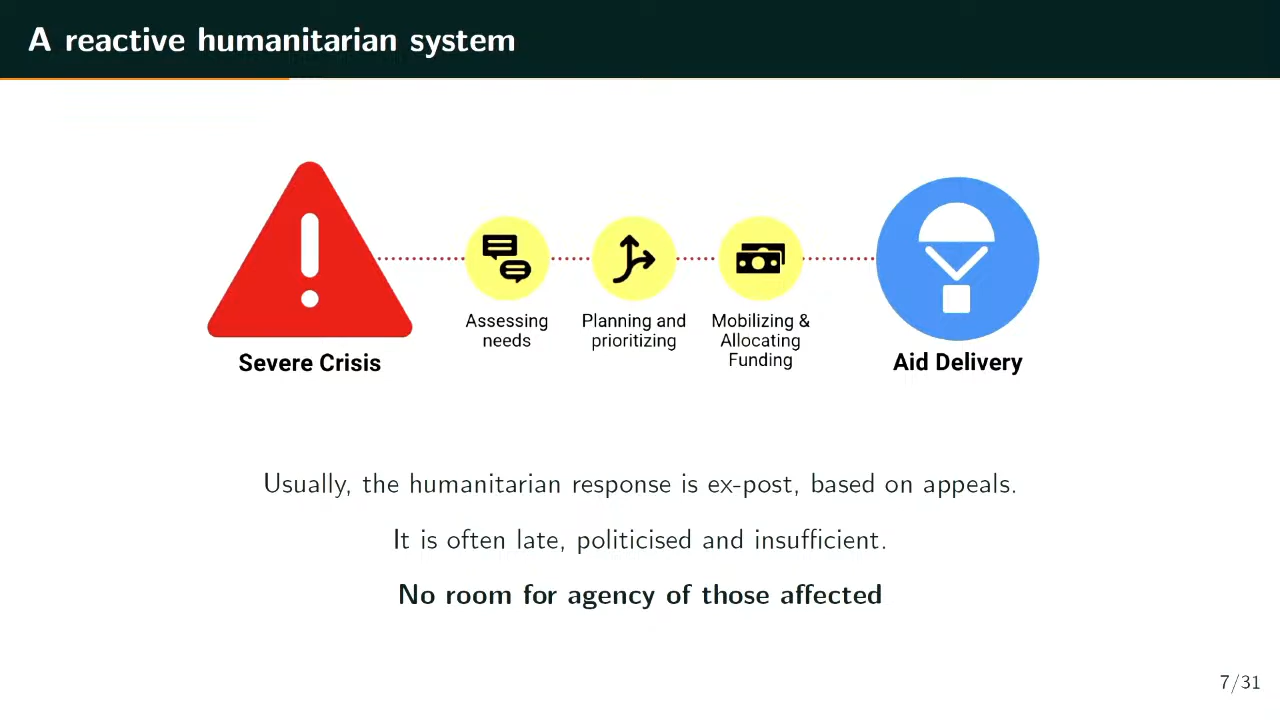 A reactive humanitarian system
Assessing
needs
Planning and
prioritizing
Mobilizing &
Allocating
Funding
Severe Crisis
Aid Delivery
Usually, the humanitarian response is ex-post, based on appeals.
It is often late, politicised and insufficient.
No room for agency of those affected
7/31